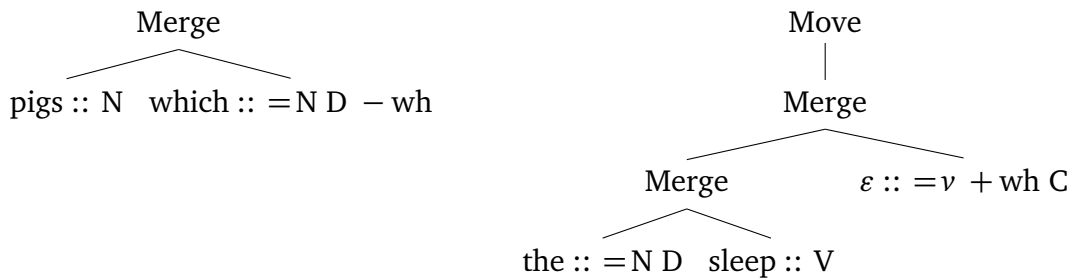 Merge Move
pigs :: N which :: =N D −wh Merge
Merge ε :: =v +wh C
the :: =N D sleep :: V